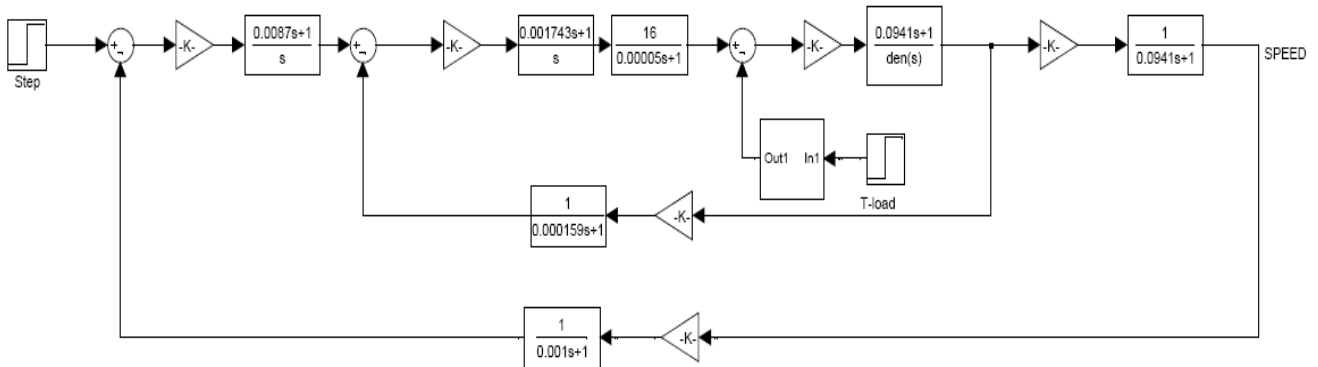 Step
-K-
0.0087s+1
s
-K-
0.001743s+1
s
16
0.00005s+1
-K-
0.0941s+1
den(s)
-K-
1
0.0941s+1
SPEED
Out1 In1
T-load
1
0.000159s+1
-K-
1
0.001s+1
-K-